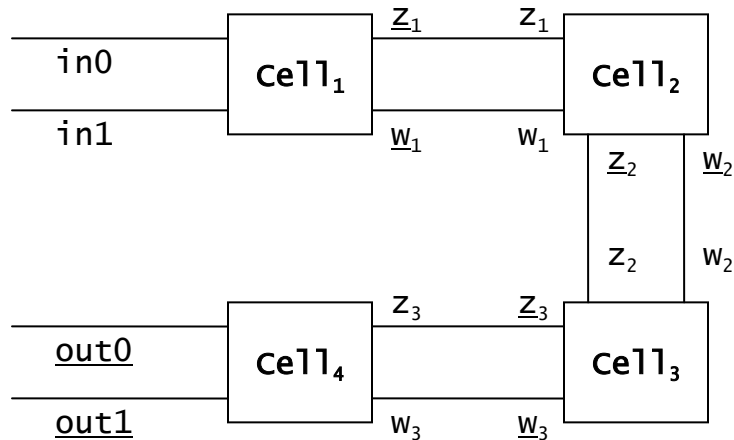 z₁ z₁
in0 Cell₁ Cell₂
in1 w₁ w₁
z₂ w₂
z₂ w₂
z₃ z₃
out0 Cell₄ Cell₃
out1 w₃ w₃